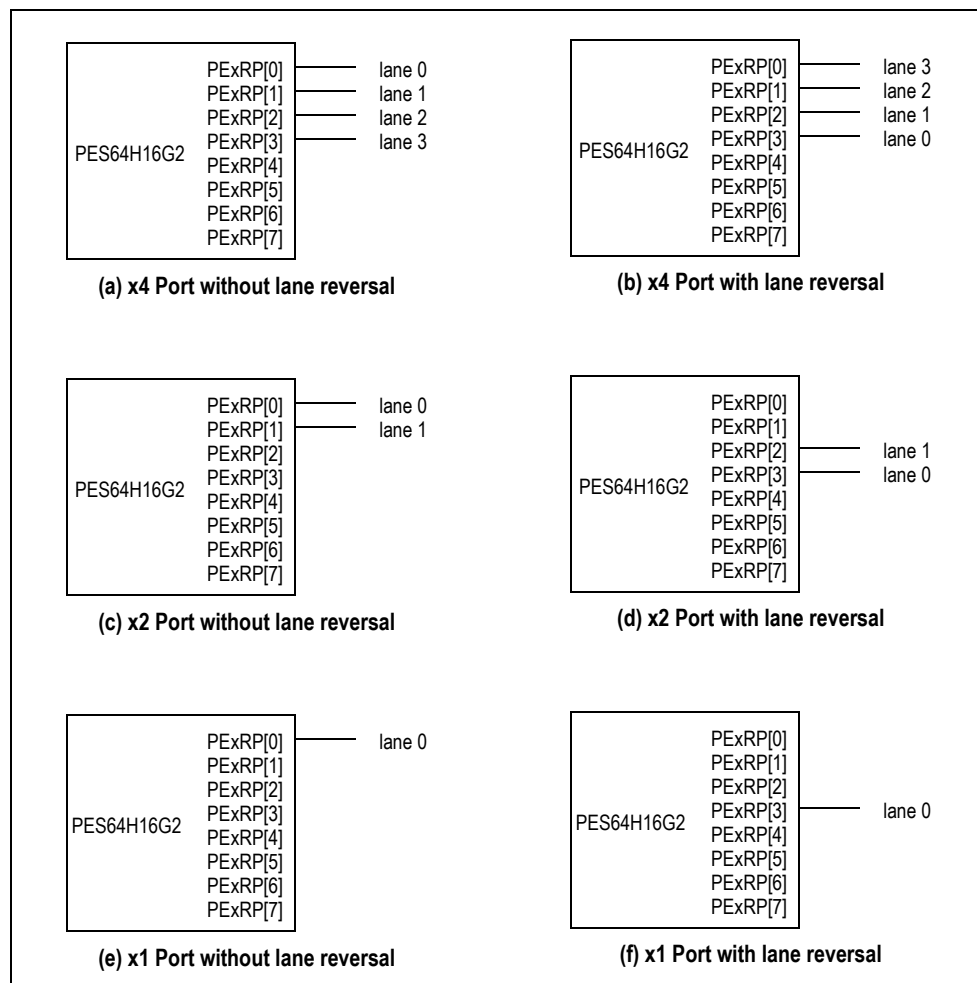 PExRP[0] lane 0
PExRP[1] lane 1
PExRP[2] lane 2
PExRP[3] lane 3
PES64H16G2
PExRP[4]
PExRP[5]
PExRP[6]
PExRP[7]
(a) x4 Port without lane reversal
PExRP[0] lane 3
PExRP[1] lane 2
PExRP[2] lane 1
PExRP[3] lane 0
PES64H16G2
PExRP[4]
PExRP[5]
PExRP[6]
PExRP[7]
(b) x4 Port with lane reversal
PExRP[0] lane 0
PExRP[1] lane 1
PExRP[2]
PExRP[3]
PES64H16G2
PExRP[4]
PExRP[5]
PExRP[6]
PExRP[7]
(c) x2 Port without lane reversal
PExRP[0]
PExRP[1]
PExRP[2] lane 1
PExRP[3] lane 0
PES64H16G2
PExRP[4]
PExRP[5]
PExRP[6]
PExRP[7]
(d) x2 Port with lane reversal
PExRP[0] lane 0
PExRP[1]
PExRP[2]
PExRP[3]
PES64H16G2
PExRP[4]
PExRP[5]
PExRP[6]
PExRP[7]
(e) x1 Port without lane reversal
PExRP[0]
PExRP[1]
PExRP[2]
PExRP[3] lane 0
PES64H16G2
PExRP[4]
PExRP[5]
PExRP[6]
PExRP[7]
(f) x1 Port with lane reversal